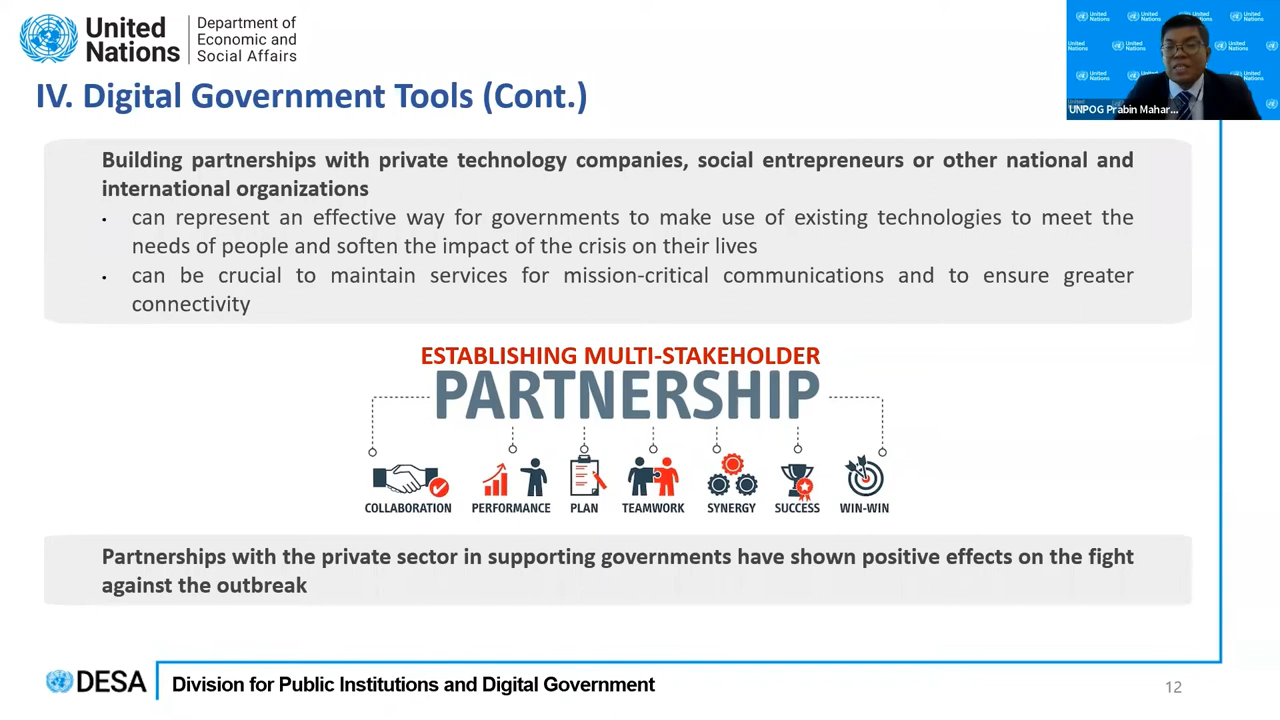 United
Nations
Department of
Economic and
Social Affairs
IV. Digital Government Tools (Cont.)
UNPOG Prabin Mahar...
Building partnerships with private technology companies, social entrepreneurs or other national and
international organizations
• can represent an effective way for governments to make use of existing technologies to meet the
needs of people and soften the impact of the crisis on their lives
• can be crucial to maintain services for mission-critical communications and to ensure greater
connectivity
ESTABLISHING MULTI-STAKEHOLDER
PARTNERSHIP
COLLABORATION PERFORMANCE PLAN TEAMWORK SYNERGY SUCCESS WIN-WIN
Partnerships with the private sector in supporting governments have shown positive effects on the fight
against the outbreak
DESA Division for Public Institutions and Digital Government
12